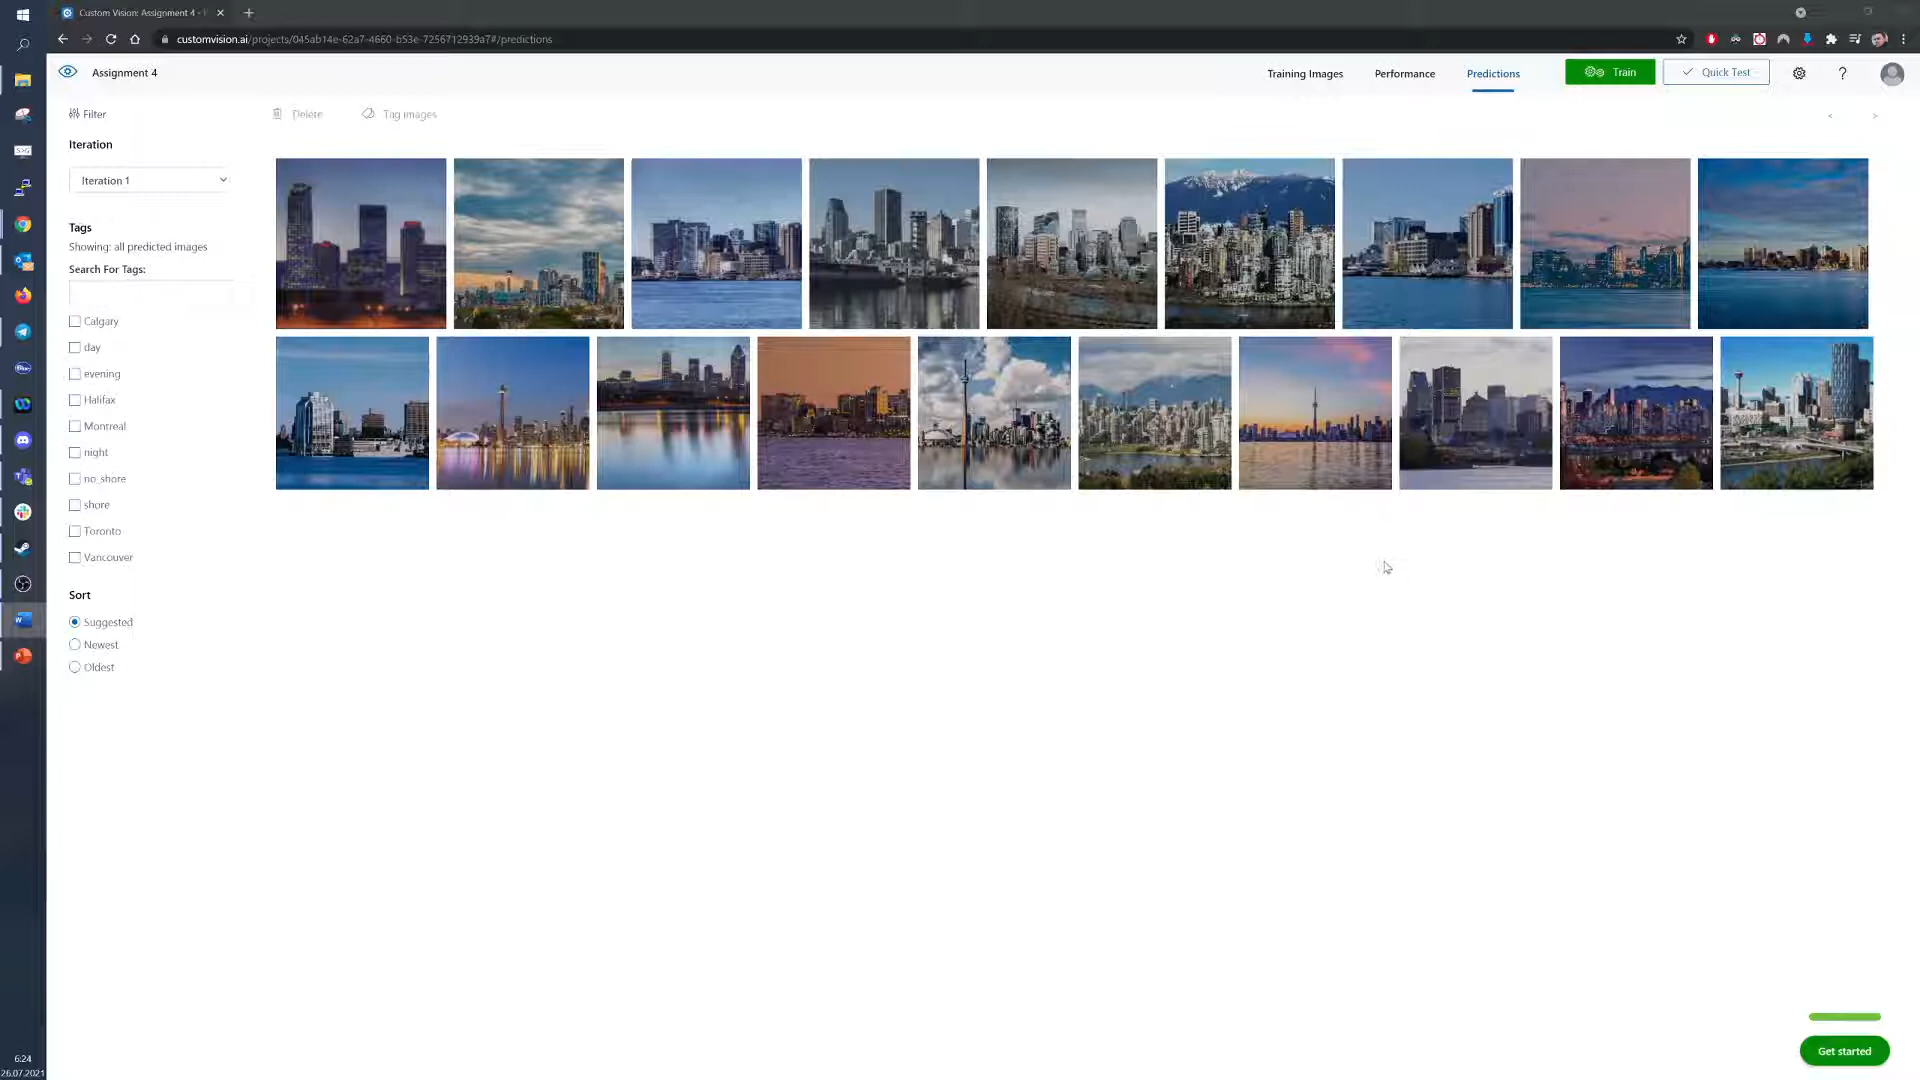 Custom Vision: Assignment 4 -
customvision.ai/projects/045ab14e-62a7-4660-b53e-7256712939a7#/predictions
Assignment 4
Training Images
Performance
Predictions
Train
Quick Test
?
Filter
Delete
Tag images
Iteration
Iteration 1
Tags
Showing: all predicted images
Search For Tags:
Calgary
day
evening
Halifax
Montreal
night
no_shore
shore
Toronto
Vancouver
Sort
Suggested
Newest
Oldest
Get started
6:24
26.07.2021